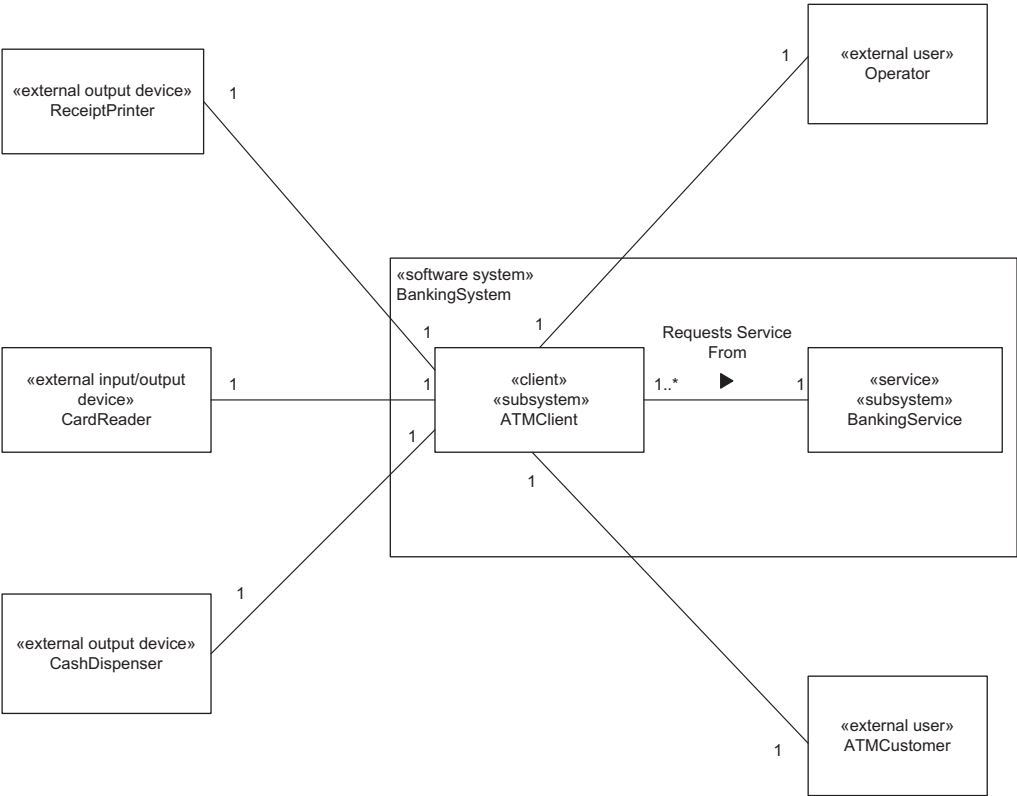 «external user»
Operator
1
«external output device»
ReceiptPrinter
1
«software system»
BankingSystem
1
1
Requests Service
From
«external input/output
device»
CardReader
1
1
«client»
«subsystem»
ATMClient
1..*
1
«service»
«subsystem»
BankingService
1
1
1
«external output device»
CashDispenser
«external user»
ATMCustomer
1